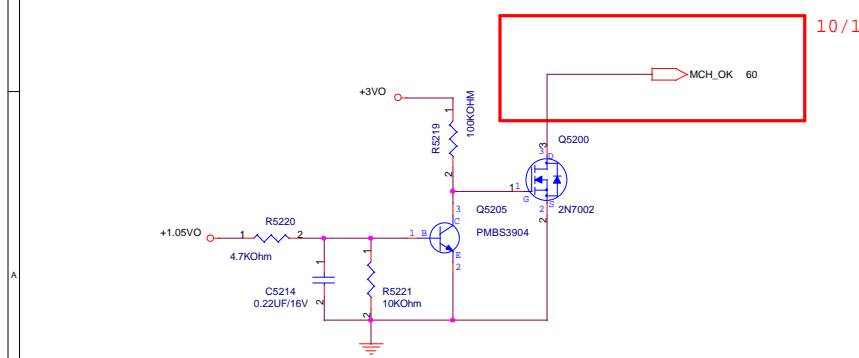 10/1
MCH_OK 60
+3VO
1
R5219
100KOHM
2
3
3 D
Q5200
1
1
G
S
2
2N7002
2
3
C
Q5205
PMBS3904
1 B
E
2
+1.05VO
R5220
1
2
4.7KOhm
1
C5214
0.22UF/16V
2
1
R5221
10KOhm
2
A